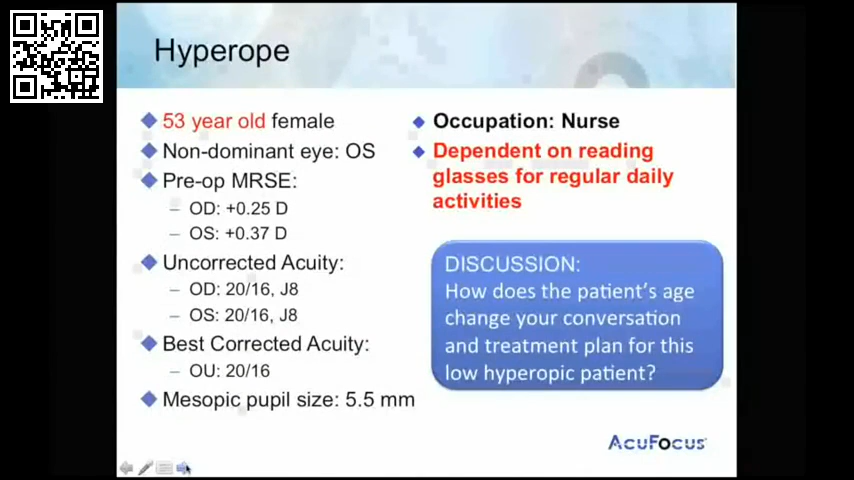 Hyperope
53 year old female
Non-dominant eye: OS
Pre-op MRSE:
– OD: +0.25 D
– OS: +0.37 D
Uncorrected Acuity:
– OD: 20/16, J8
– OS: 20/16, J8
Best Corrected Acuity:
– OU: 20/16
Mesopic pupil size: 5.5 mm
Occupation: Nurse
Dependent on reading
glasses for regular daily
activities
DISCUSSION:
How does the patient's age
change your conversation
and treatment plan for this
low hyperopic patient?
ACUFOCUS